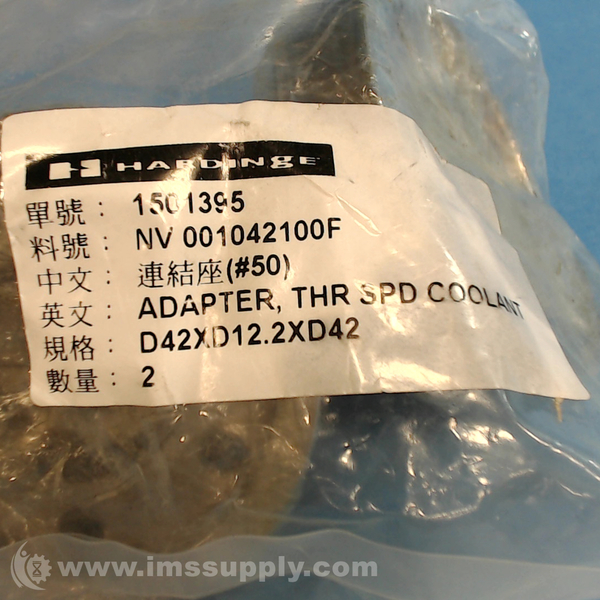 HARDINGE
單號： 1501395
料號： NV 001042100F
中文： 連結座(#50)
英文： ADAPTER, THR SPD COOLANT
規格： D42XD12.2XD42
數量： 2
www.imssupply.com